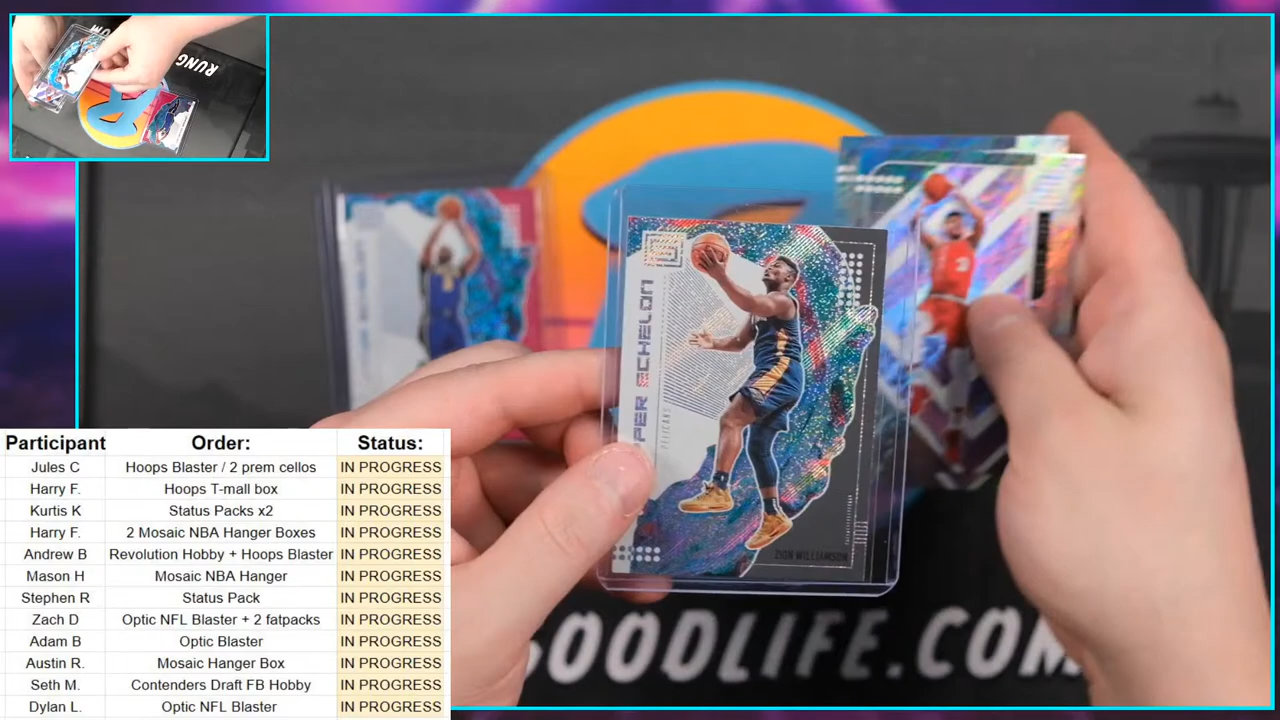 RUNG
Participant Order: Status:
Jules C Hoops Blaster / 2 prem cellos IN PROGRESS
Harry F. Hoops T-mall box IN PROGRESS
Kurtis K Status Packs x2 IN PROGRESS
Harry F. 2 Mosaic NBA Hanger Boxes IN PROGRESS
Andrew B Revolution Hobby + Hoops Blaster IN PROGRESS
Mason H Mosaic NBA Hanger IN PROGRESS
Stephen R Status Pack IN PROGRESS
Zach D Optic NFL Blaster + 2 fatpacks IN PROGRESS
Adam B Optic Blaster IN PROGRESS
Austin R. Mosaic Hanger Box IN PROGRESS
Seth M. Contenders Draft FB Hobby IN PROGRESS
Dylan L. Optic NFL Blaster IN PROGRESS
PER ECHELON
PELICANS
ZION WILLIAMSON
3
GOODLIFE.COM